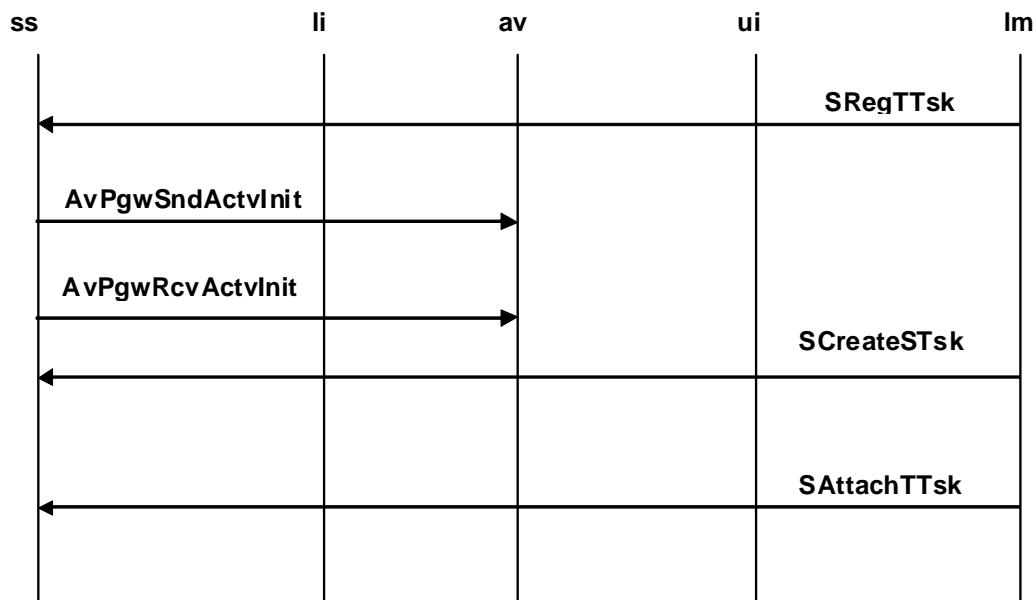 ss li av ui lm
SRegTTsk
AvPgwSndActvInit
AvPgwRcvActvInit
SCreateSTsk
SAttachTTsk